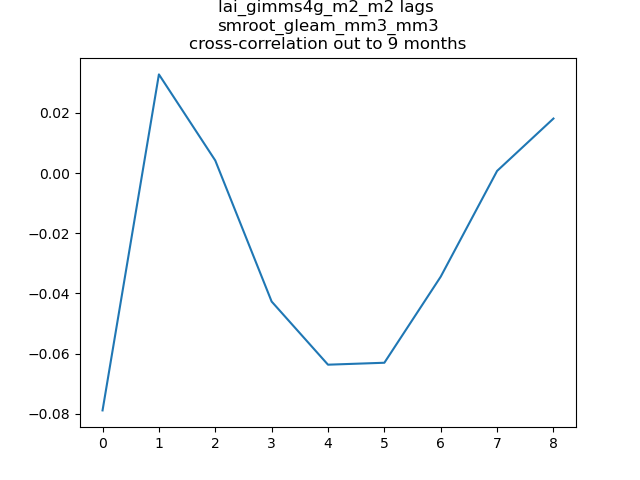 lai_gimms4g_m2_m2 lags
smroot_gleam_mm3_mm3
cross-correlation out to 9 months
0.02
0.00
−0.02
−0.04
−0.06
−0.08
0 1 2 3 4 5 6 7 8